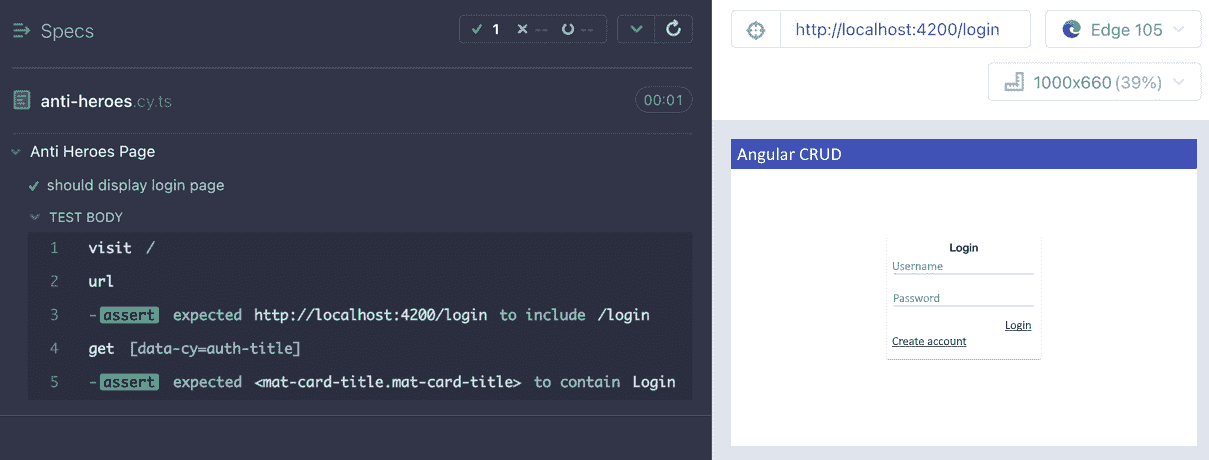 Specs
1 -- --
anti-heroes.cy.ts
00:01
Anti Heroes Page
should display login page
TEST BODY
1 visit /
2 url
3 -assert expected http://localhost:4200/login to include /login
4 get [data-cy=auth-title]
5 -assert expected <mat-card-title.mat-card-title> to contain Login
http://localhost:4200/login
Edge 105
1000x660 (39%)
Angular CRUD
Login
Username
Password
Login
Create account